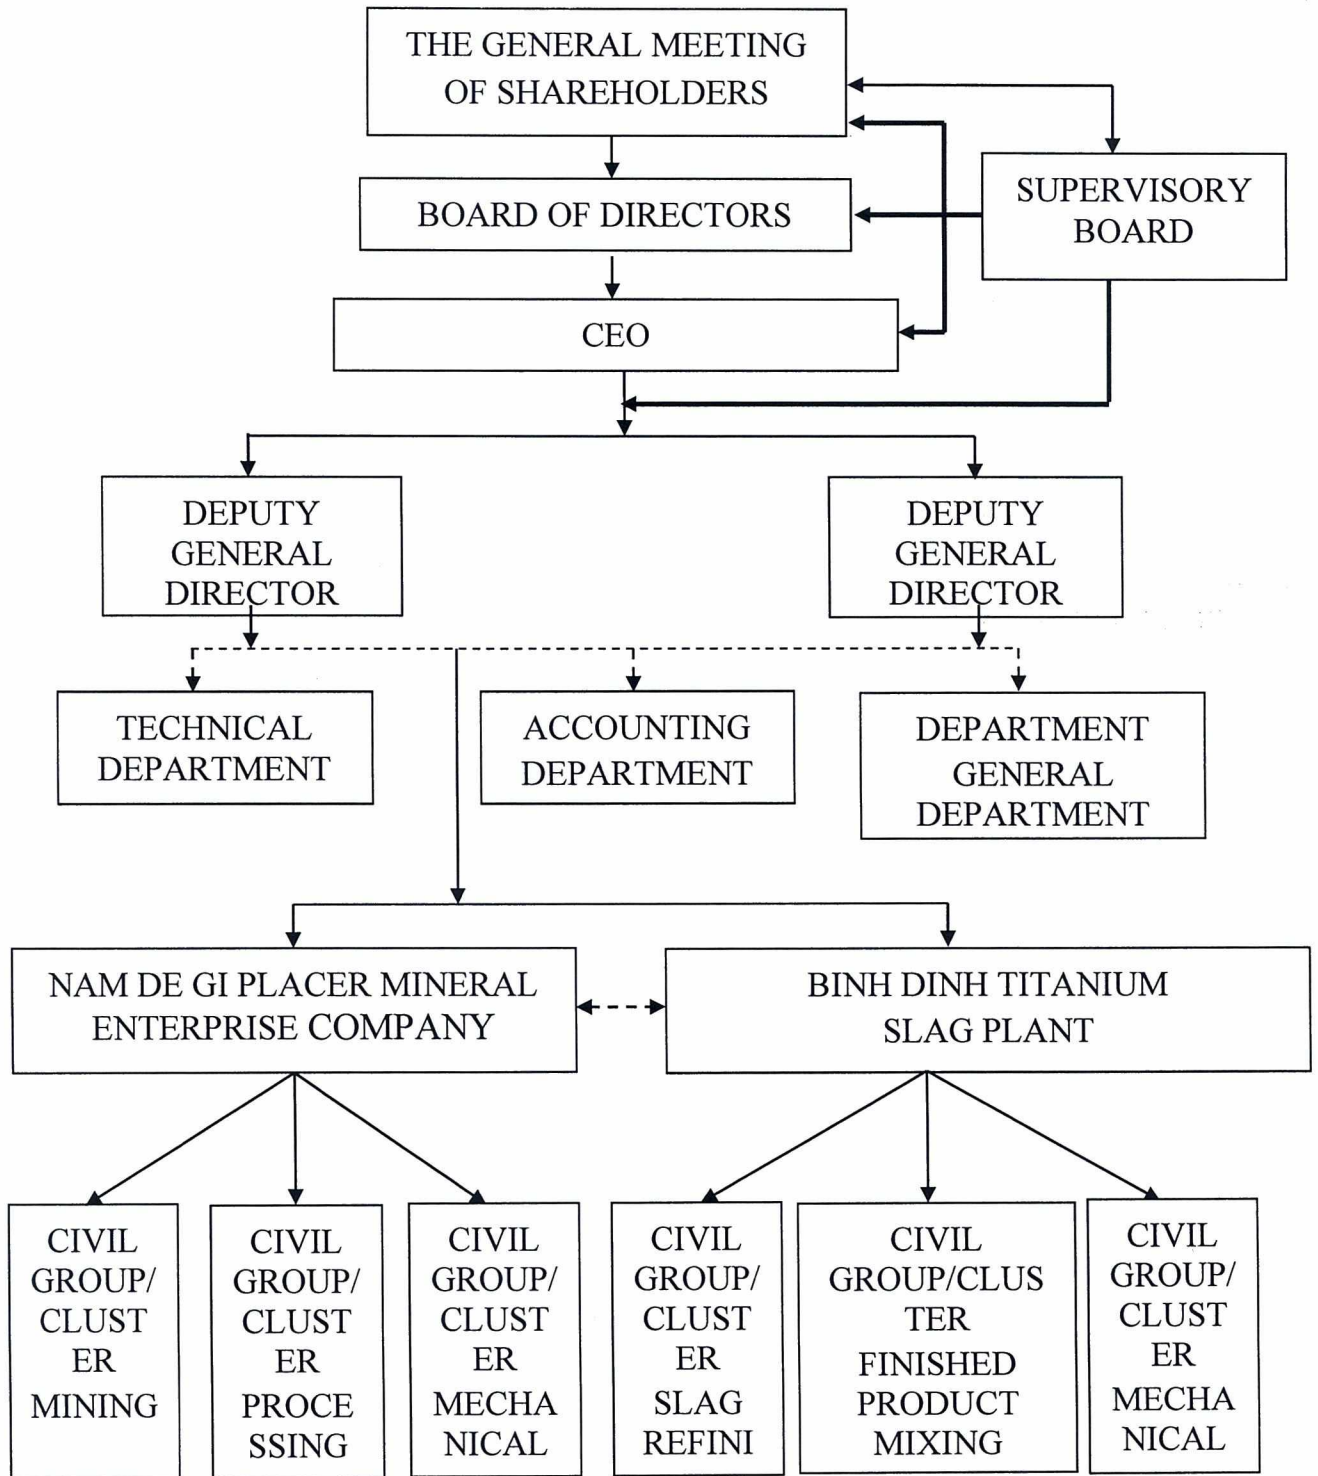 THE GENERAL MEETING
OF SHAREHOLDERS
SUPERVISORY
BOARD
BOARD OF DIRECTORS
CEO
DEPUTY
GENERAL
DIRECTOR
DEPUTY
GENERAL
DIRECTOR
TECHNICAL
DEPARTMENT
ACCOUNTING
DEPARTMENT
DEPARTMENT
GENERAL
DEPARTMENT
NAM DE GI PLACER MINERAL
ENTERPRISE COMPANY
BINH DINH TITANIUM
SLAG PLANT
CIVIL
GROUP/
CLUST
ER
MINING
CIVIL
GROUP/
CLUST
ER
PROCE
SSING
CIVIL
GROUP/
CLUST
ER
MECHA
NICAL
CIVIL
GROUP/
CLUST
ER
SLAG
REFINI
CIVIL
GROUP/CLUS
TER
FINISHED
PRODUCT
MIXING
CIVIL
GROUP/
CLUST
ER
MECHA
NICAL